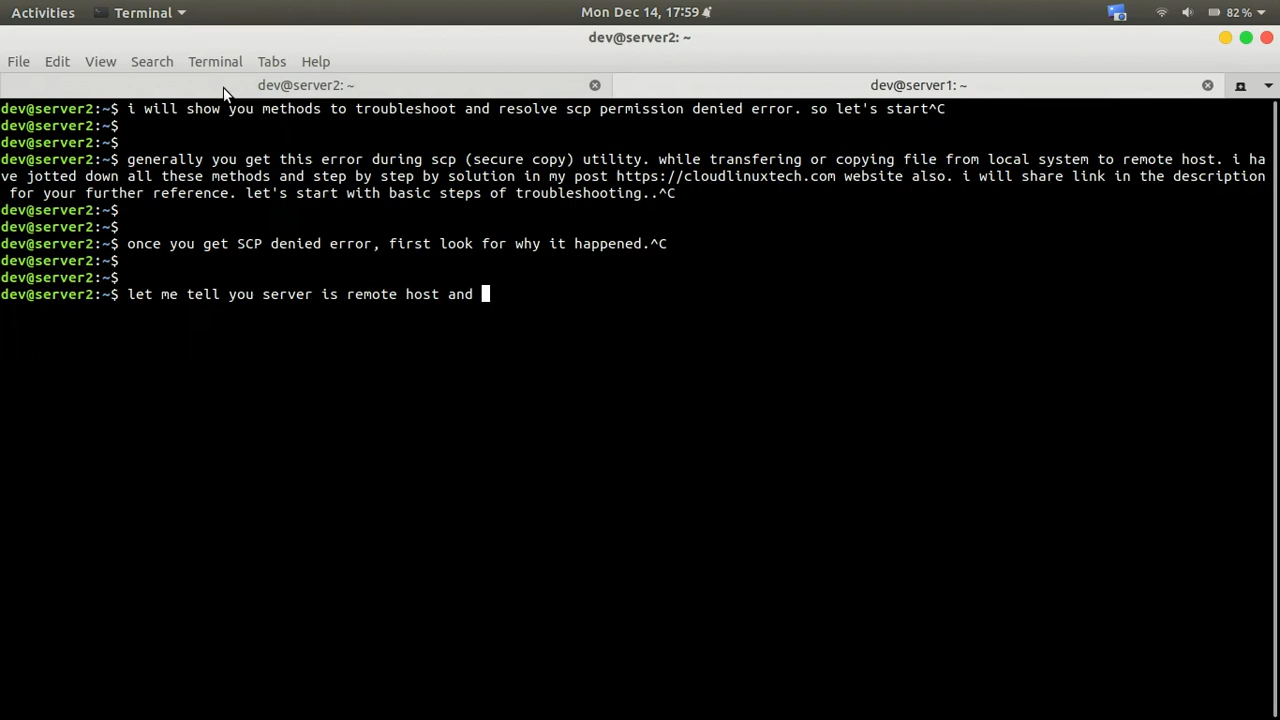 Activities Terminal Mon Dec 14, 17:59 82 %
dev@server2: ~
File Edit View Search Terminal Tabs Help
dev@server2: ~ dev@server1: ~
dev@server2:~$ i will show you methods to troubleshoot and resolve scp permission denied error. so let's start^C
dev@server2:~$
dev@server2:~$
dev@server2:~$ generally you get this error during scp (secure copy) utility. while transfering or copying file from local system to remote host. i ha
ve jotted down all these methods and step by step by solution in my post https://cloudlinuxtech.com website also. i will share link in the description
for your further reference. let's start with basic steps of troubleshooting..^C
dev@server2:~$
dev@server2:~$
dev@server2:~$ once you get SCP denied error, first look for why it happened.^C
dev@server2:~$
dev@server2:~$
dev@server2:~$ let me tell you server is remote host and